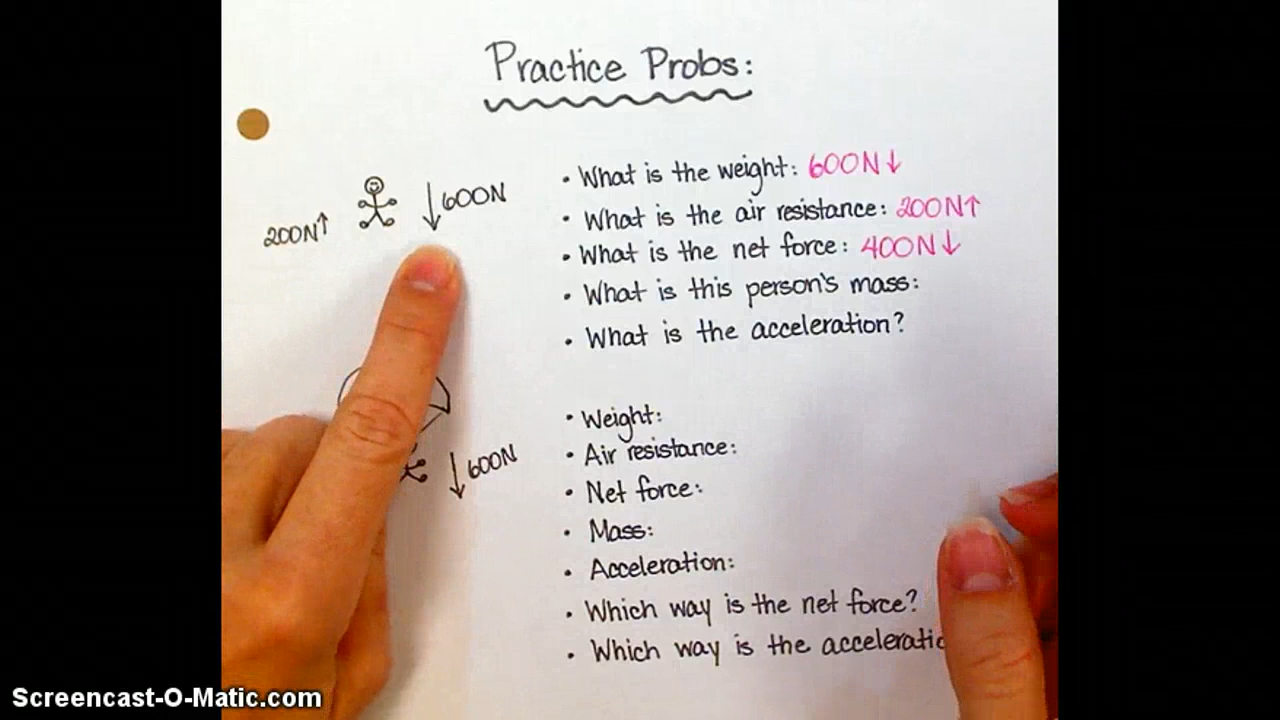 Practice Probs:
200N↑
↓600N
• What is the weight: 600N↓
• What is the air resistance: 200N↑
• What is the net force: 400N↓
• What is this person's mass:
• What is the acceleration?
↓600N
• Weight:
• Air resistance:
• Net force:
• Mass:
• Acceleration:
• Which way is the net force?
• Which way is the
Screencast-O-Matic.com